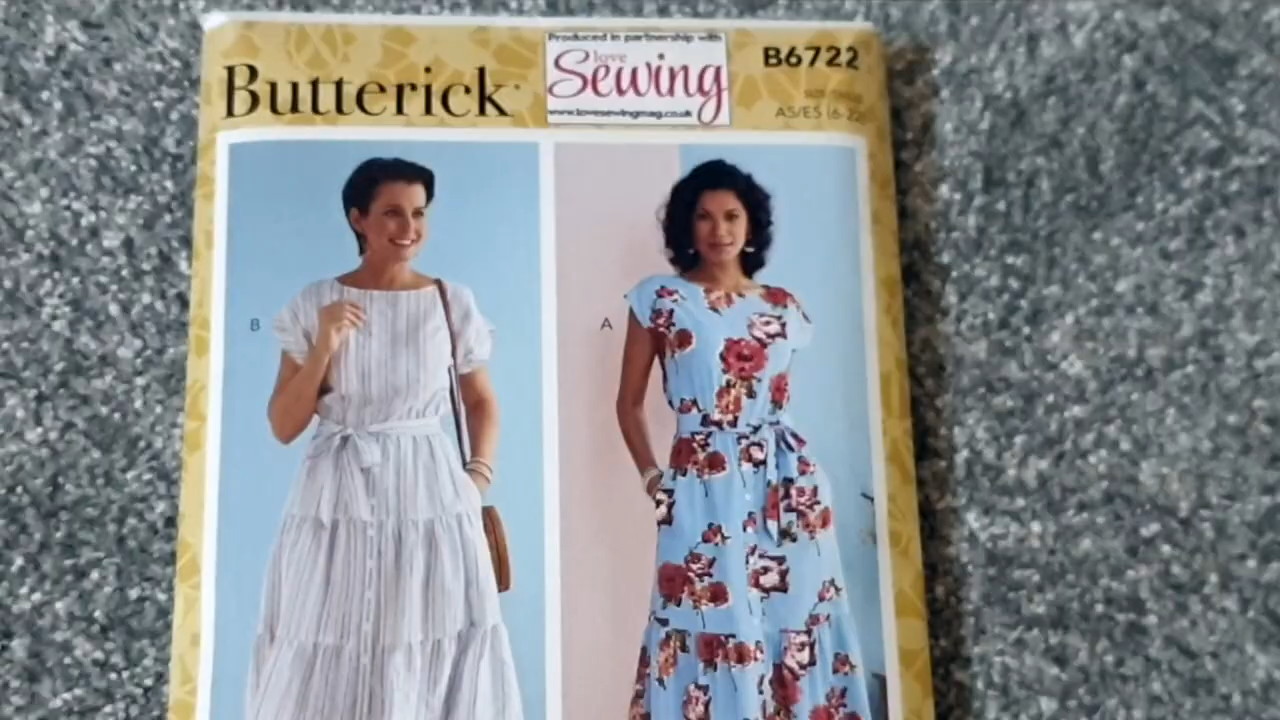 Butterick
Produced in partnership with
love
Sewing
www.lovesewingmag.co.uk
B6722
A5/E5 (6-22)
B
A